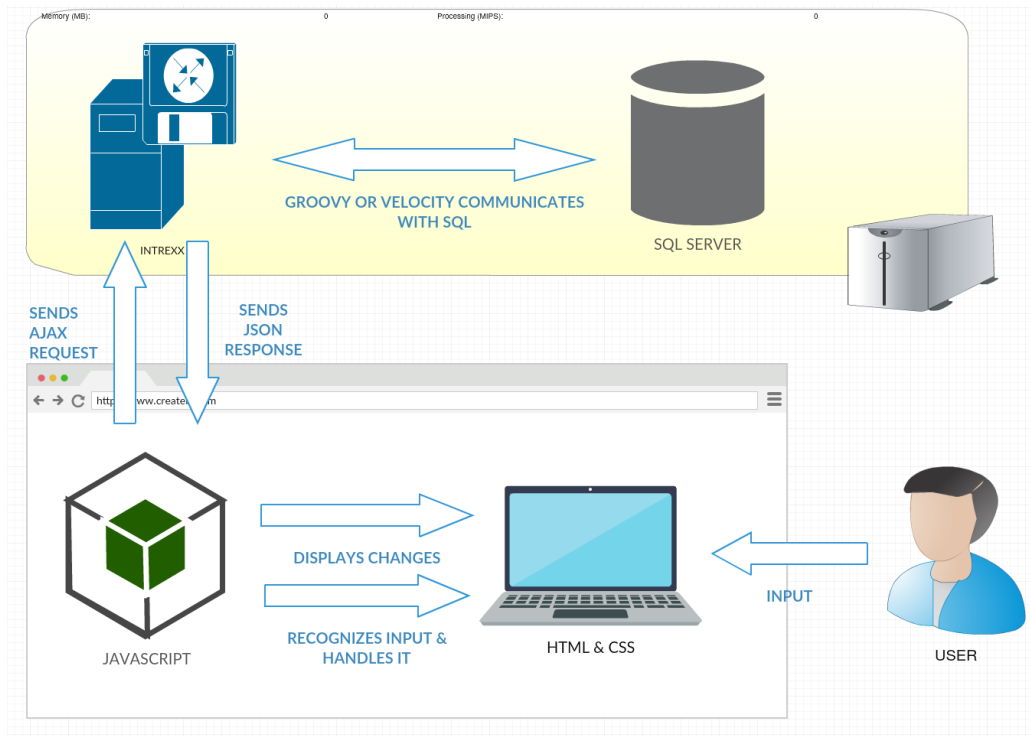 Memory (MB): 0 Processing (MIPS): 0
GROOVY OR VELOCITY COMMUNICATES
WITH SQL
SQL SERVER
INTREXX
SENDS
AJAX
REQUEST
SENDS
JSON
RESPONSE
DISPLAYS CHANGES
RECOGNIZES INPUT &
HANDLES IT
JAVASCRIPT
HTML & CSS
INPUT
USER